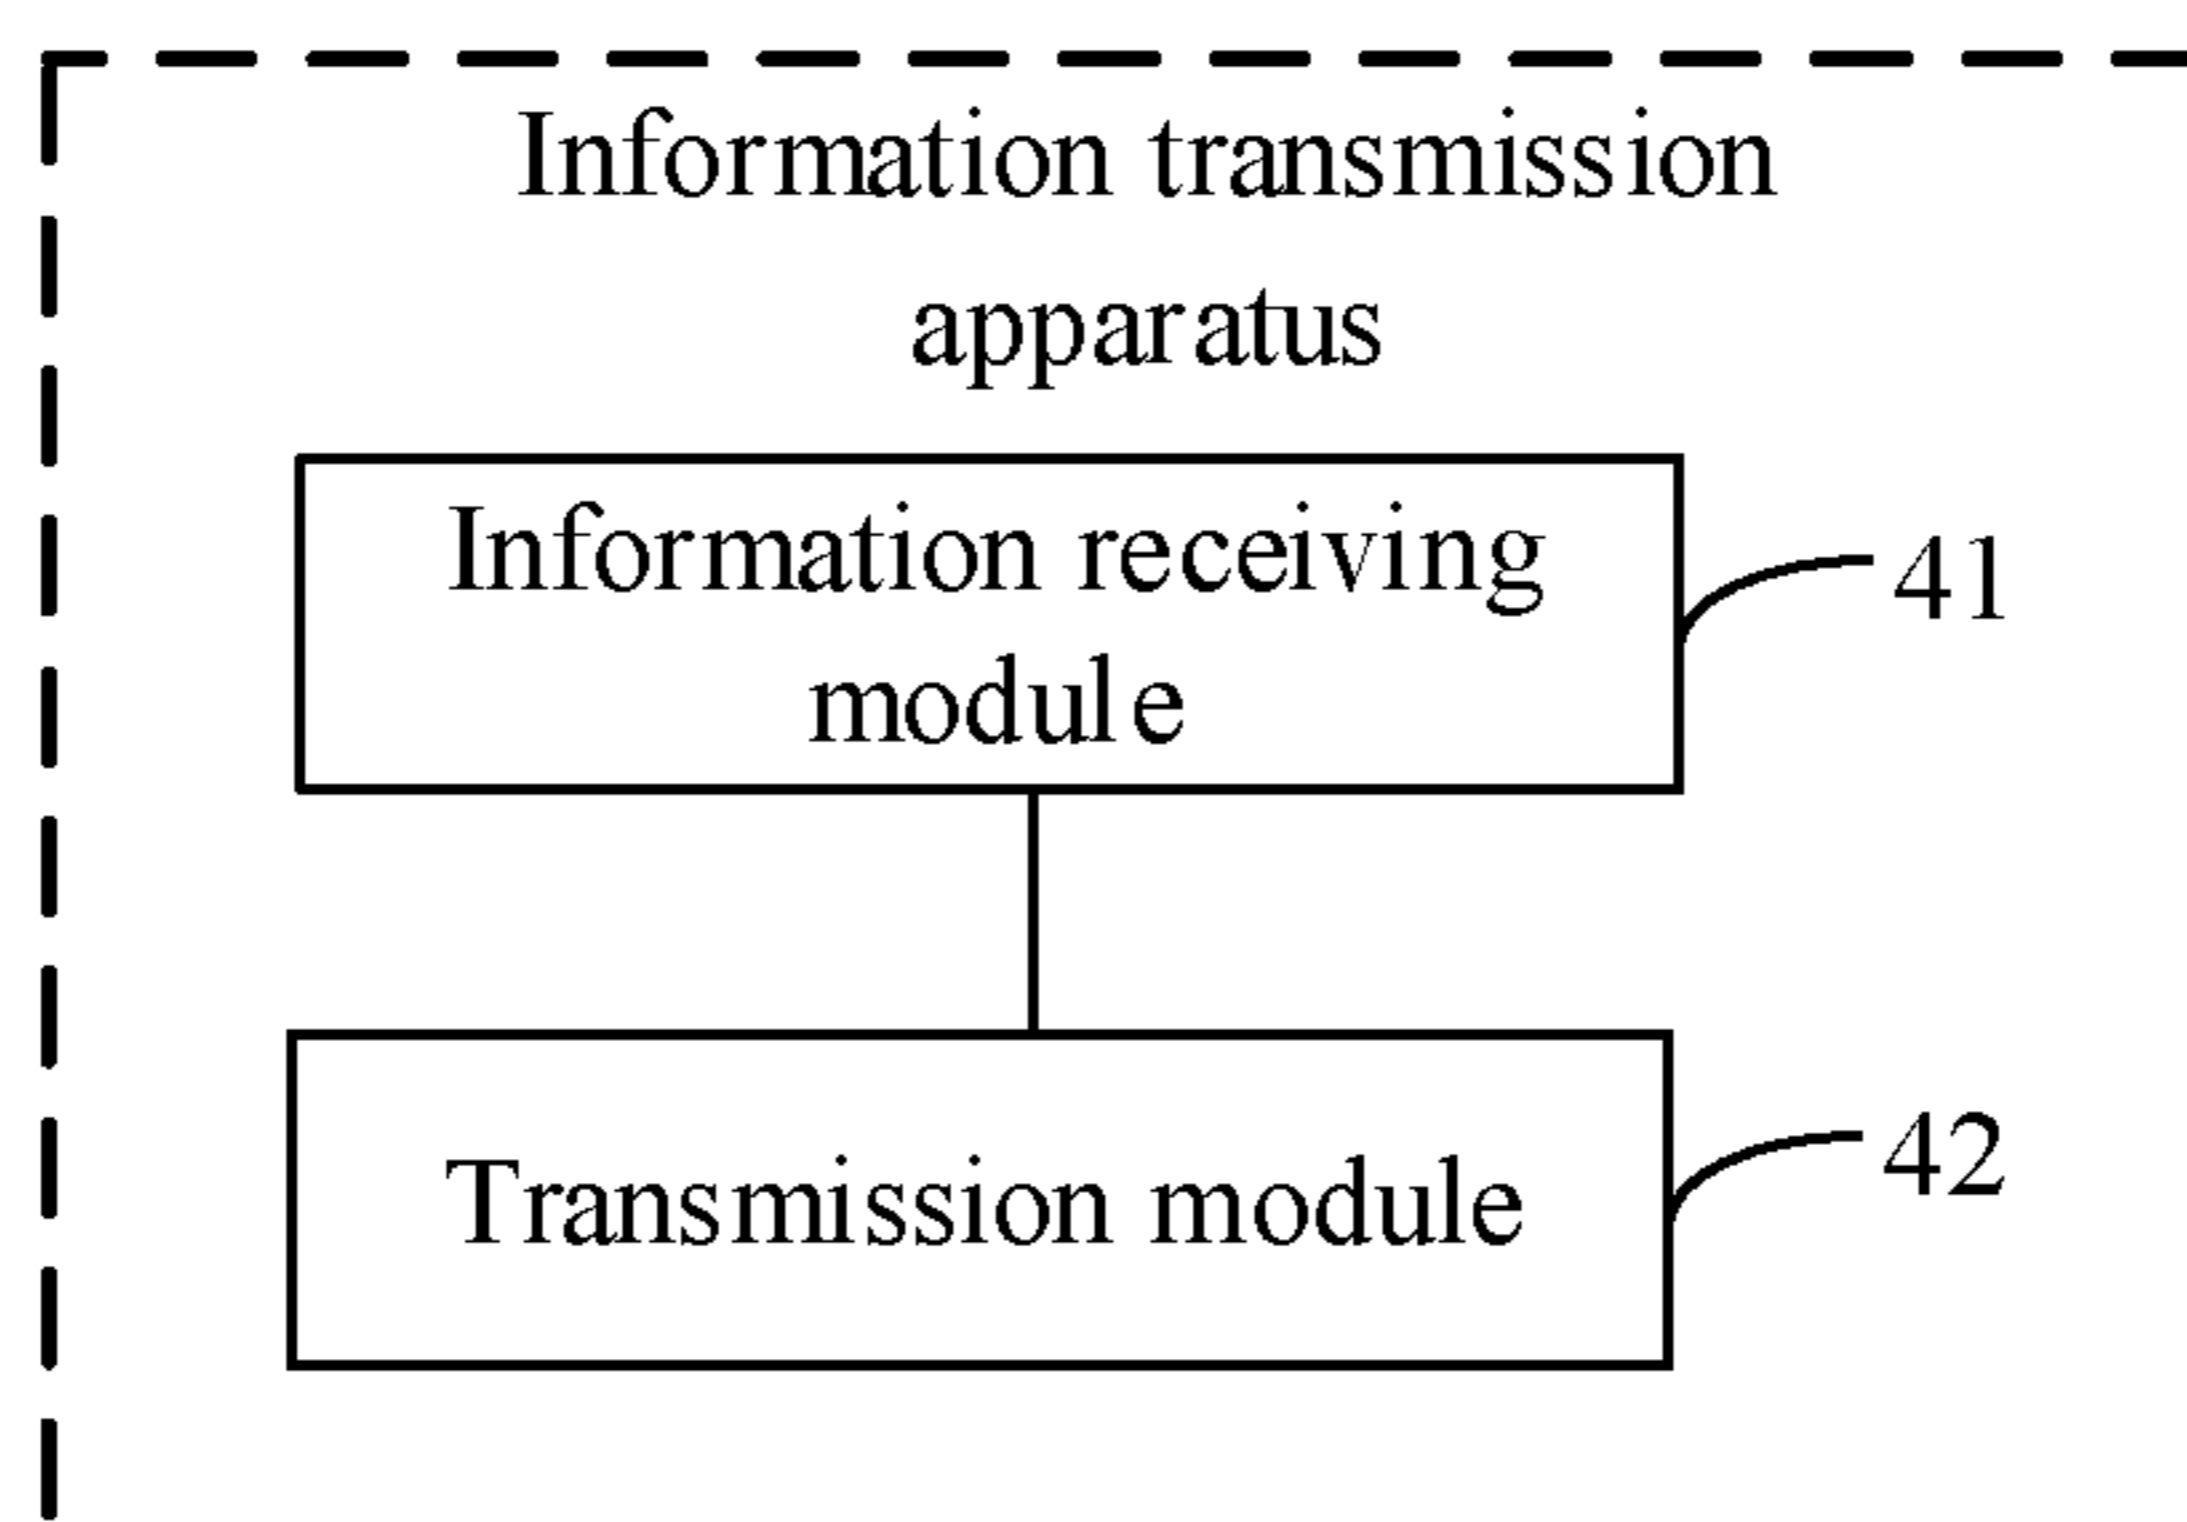 Information transmission
apparatus
Information receiving
module
41
Transmission module
42